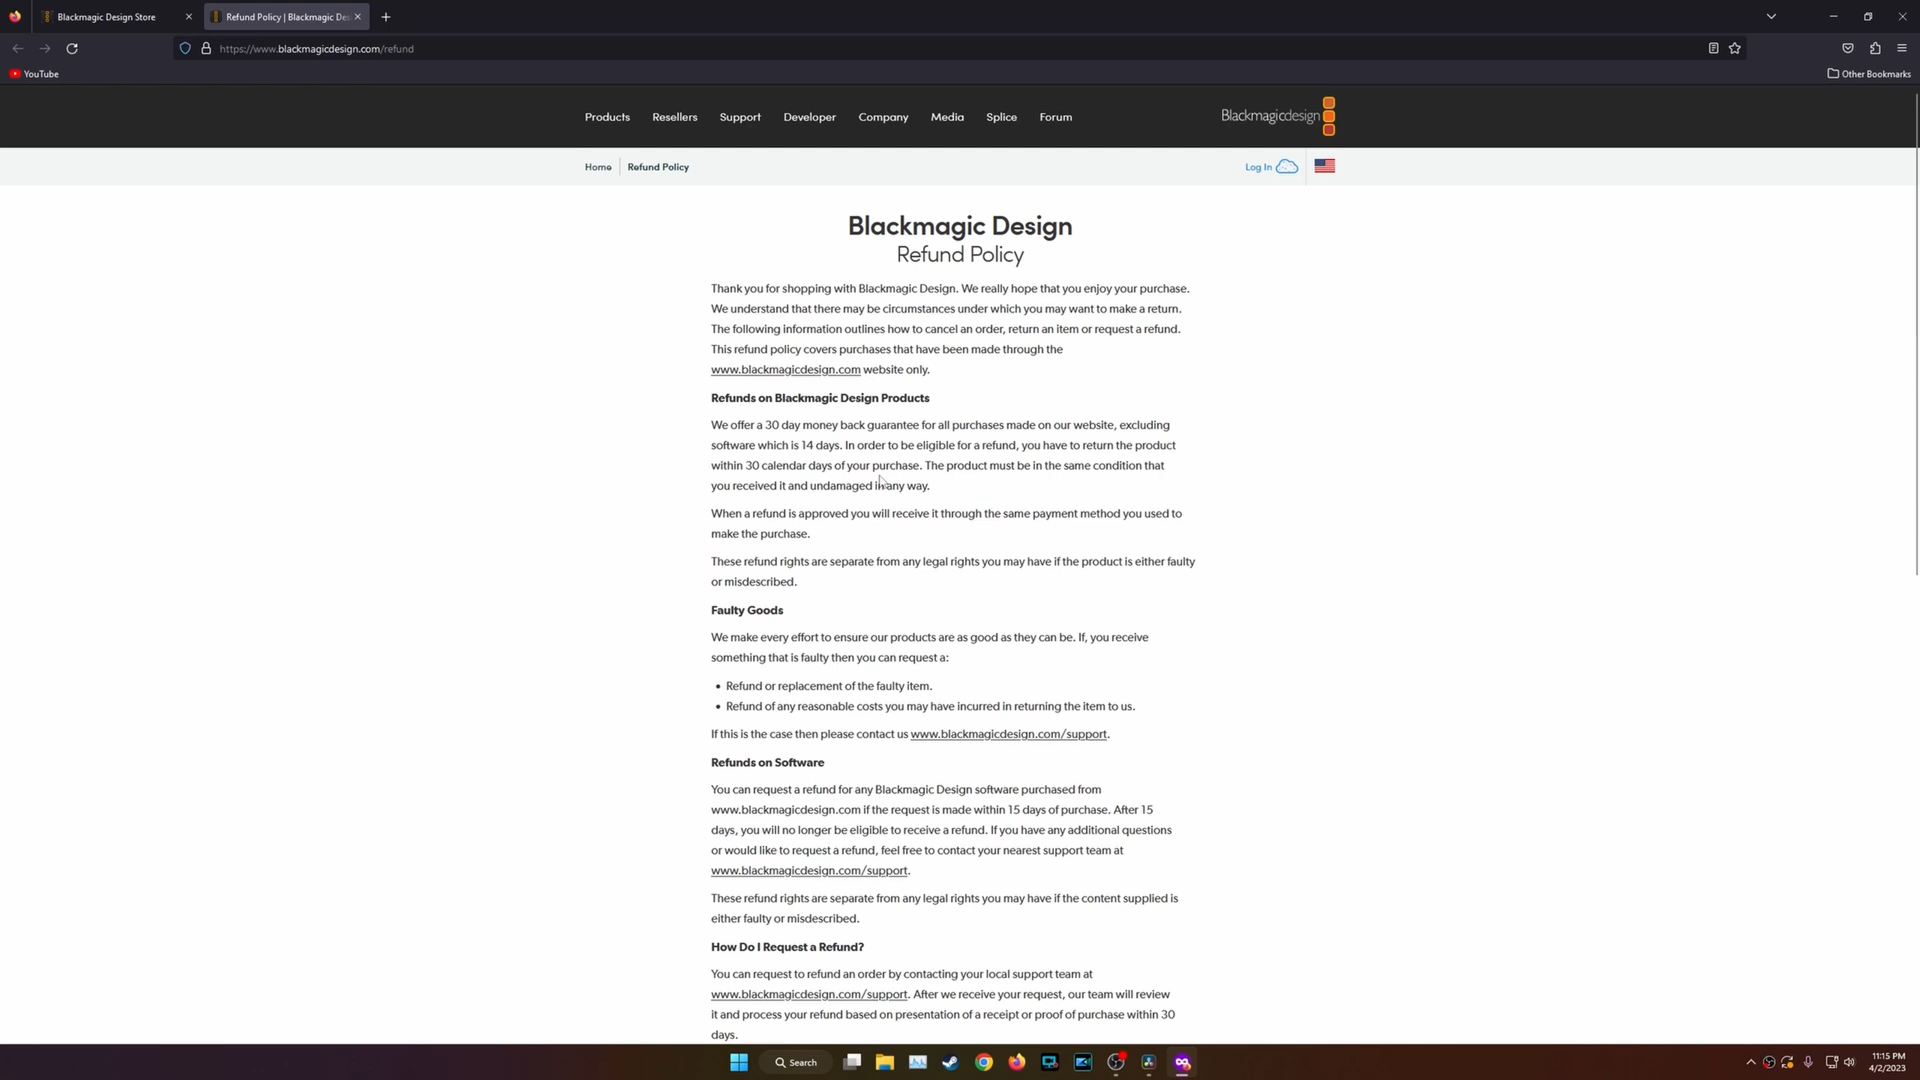 Blackmagic Design Store
Refund Policy | Blackmagic Des
https://www.blackmagicdesign.com/refund
YouTube
Other Bookmarks
Products Resellers Support Developer Company Media Splice Forum
Blackmagicdesign
Home Refund Policy
Log In
Blackmagic Design
Refund Policy
Thank you for shopping with Blackmagic Design. We really hope that you enjoy your purchase.
We understand that there may be circumstances under which you may want to make a return.
The following information outlines how to cancel an order, return an item or request a refund.
This refund policy covers purchases that have been made through the
www.blackmagicdesign.com website only.
Refunds on Blackmagic Design Products
We offer a 30 day money back guarantee for all purchases made on our website, excluding
software which is 14 days. In order to be eligible for a refund, you have to return the product
within 30 calendar days of your purchase. The product must be in the same condition that
you received it and undamaged in any way.
When a refund is approved you will receive it through the same payment method you used to
make the purchase.
These refund rights are separate from any legal rights you may have if the product is either faulty
or misdescribed.
Faulty Goods
We make every effort to ensure our products are as good as they can be. If, you receive
something that is faulty then you can request a:
• Refund or replacement of the faulty item.
• Refund of any reasonable costs you may have incurred in returning the item to us.
If this is the case then please contact us www.blackmagicdesign.com/support.
Refunds on Software
You can request a refund for any Blackmagic Design software purchased from
www.blackmagicdesign.com if the request is made within 15 days of purchase. After 15
days, you will no longer be eligible to receive a refund. If you have any additional questions
or would like to request a refund, feel free to contact your nearest support team at
www.blackmagicdesign.com/support.
These refund rights are separate from any legal rights you may have if the content supplied is
either faulty or misdescribed.
How Do I Request a Refund?
You can request to refund an order by contacting your local support team at
www.blackmagicdesign.com/support. After we receive your request, our team will review
it and process your refund based on presentation of a receipt or proof of purchase within 30
days.
Search
11:15 PM
4/2/2023